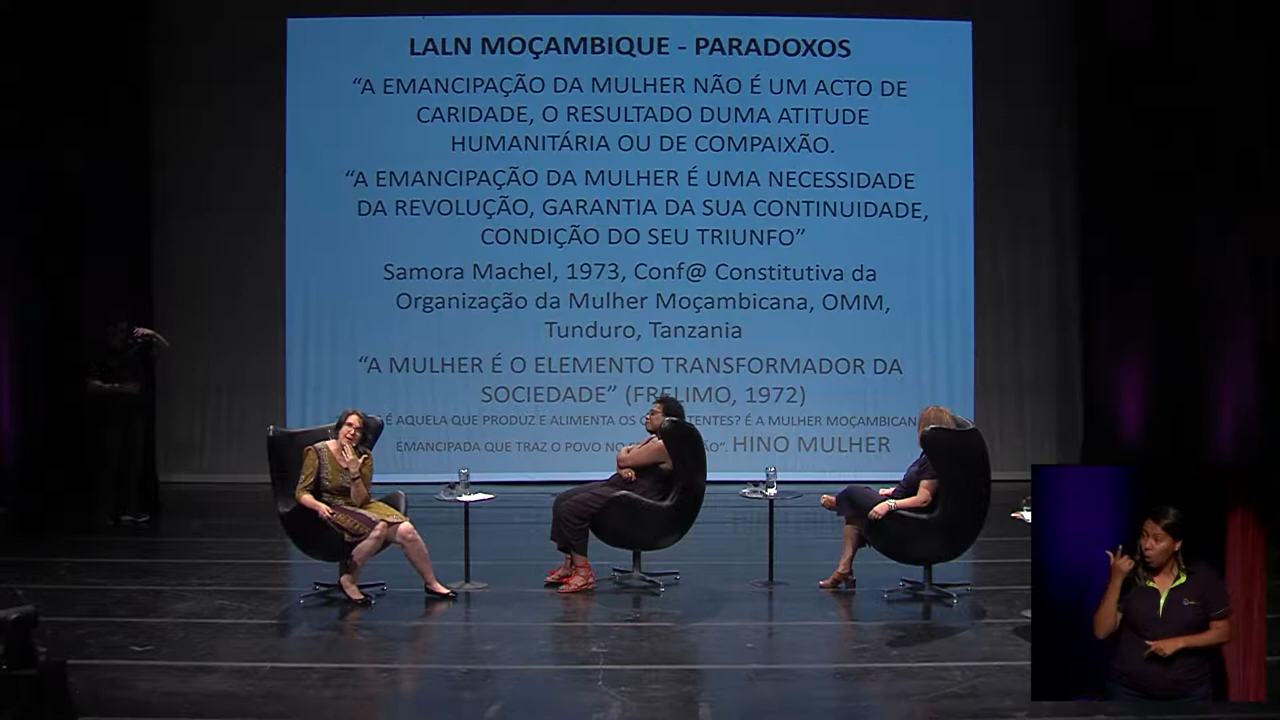 LALN MOÇAMBIQUE - PARADOXOS
“A EMANCIPAÇÃO DA MULHER NÃO É UM ACTO DE
CARIDADE, O RESULTADO DUMA ATITUDE
HUMANITÁRIA OU DE COMPAIXÃO.
“A EMANCIPAÇÃO DA MULHER É UMA NECESSIDADE
DA REVOLUÇÃO, GARANTIA DA SUA CONTINUIDADE,
CONDIÇÃO DO SEU TRIUNFO”
Samora Machel, 1973, Conf@ Constitutiva da
Organização da Mulher Moçambicana, OMM,
Tunduro, Tanzania
“A MULHER É O ELEMENTO TRANSFORMADOR DA
SOCIEDADE” (FRELIMO, 1972)
É AQUELA QUE PRODUZ E ALIMENTA OS É A MULHER
EMANCIPADA QUE TRAZ O POVO HINO MULHER